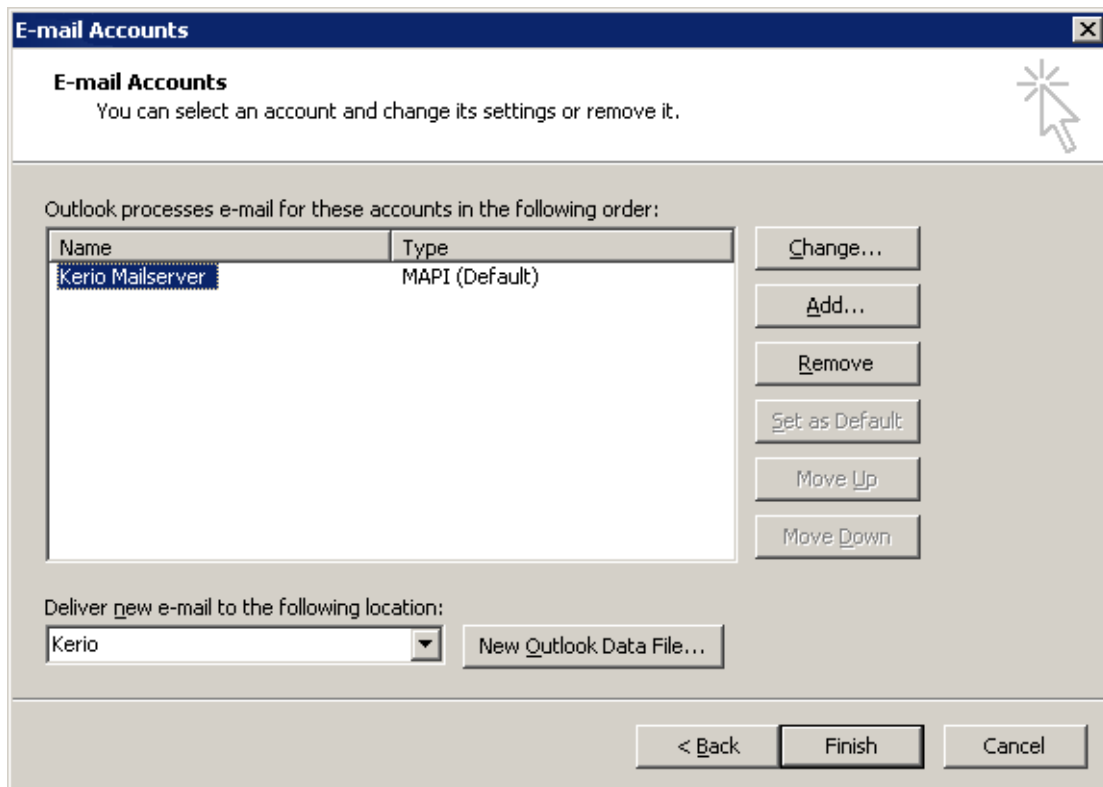 E-mail Accounts
E-mail Accounts
You can select an account and change its settings or remove it.
Outlook processes e-mail for these accounts in the following order:
Name Type
Kerio Mailserver MAPI (Default)
Change...
Add...
Remove
Set as Default
Move Up
Move Down
Deliver new e-mail to the following location:
Kerio New Outlook Data File...
< Back Finish Cancel